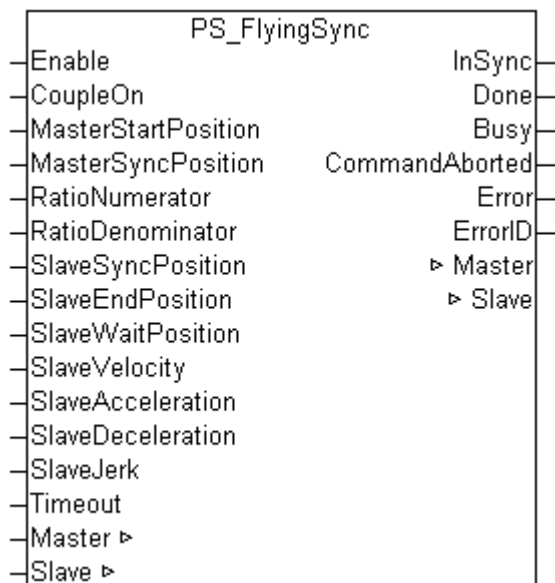 PS_FlyingSync
Enable InSync
CoupleOn Done
MasterStartPosition Busy
MasterSyncPosition CommandAborted
RatioNumerator Error
RatioDenominator ErrorID
SlaveSyncPosition ▹ Master
SlaveEndPosition ▹ Slave
SlaveWaitPosition
SlaveVelocity
SlaveAcceleration
SlaveDeceleration
SlaveJerk
Timeout
Master ▹
Slave ▹